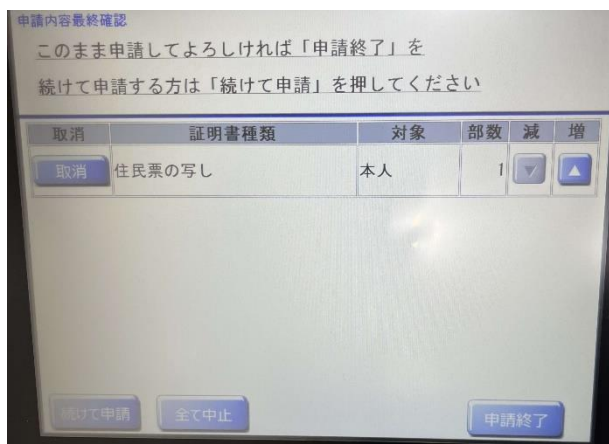 申請内容最終確認
このまま申請してよろしければ「申請終了」を
続けて申請する方は「続けて申請」を押してください
取消 証明書種類 対象 部数 減 増
取消 住民票の写し 本人 1 ▼ ▲
続けて申請 全て中止 申請終了